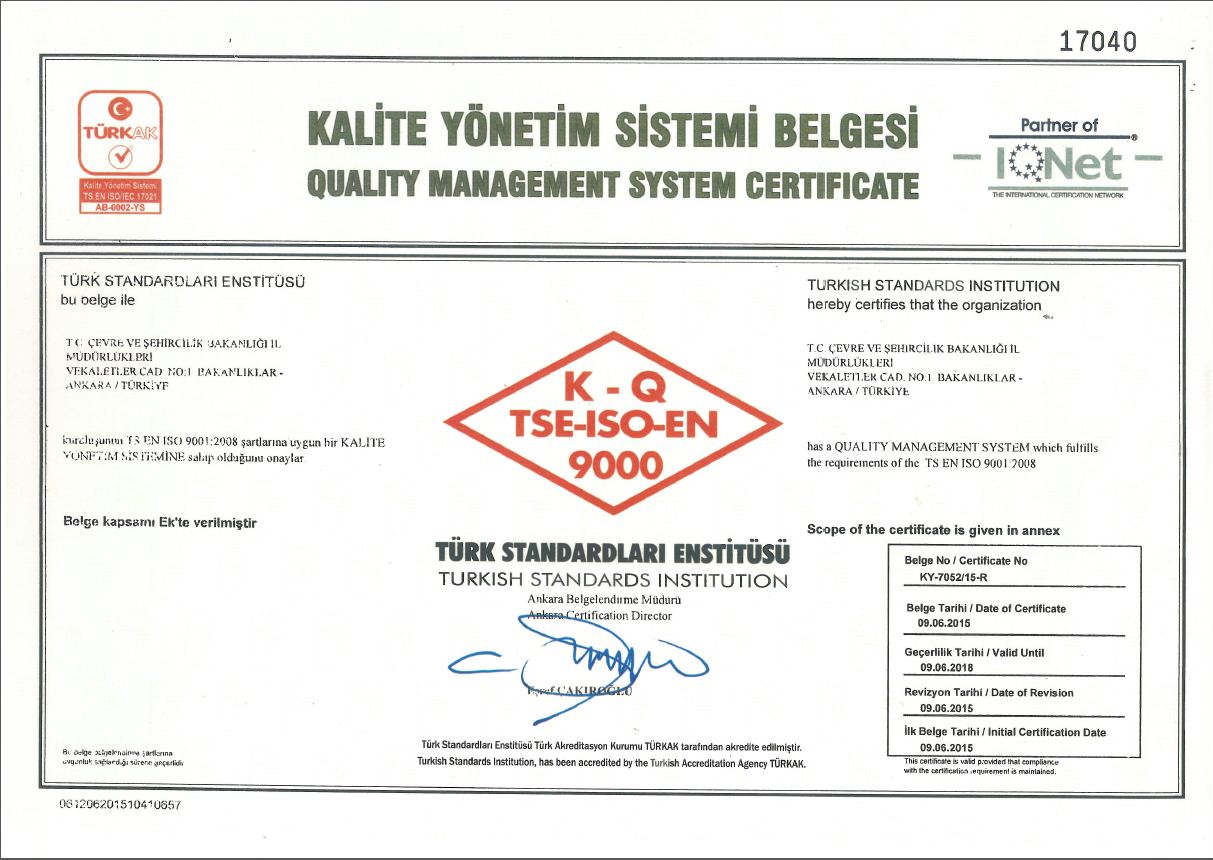 17040
TÜRKAK
Kalite Yönetim Sistemi
TS EN ISO/IEC 17021
AB-0002-YS
KALİTE YÖNETİM SİSTEMİ BELGESİ
QUALITY MANAGEMENT SYSTEM CERTIFICATE
Partner of
IQNet®
THE INTERNATIONAL CERTIFICATION NETWORK
TÜRK STANDARDLARI ENSTİTÜSÜ
bu belge ile
T.C. ÇEVRE VE ŞEHİRCİLİK BAKANLIĞI İL
MÜDÜRLÜKLERİ
VEKALETLER CAD. NO:1 BAKANLIKLAR -
ANKARA / TÜRKİYE
kuruluşunun TS EN ISO 9001:2008 şartlarına uygun bir KALİTE
YÖNETİM SİSTEMİNE sahip olduğunu onaylar.
Belge kapsamı Ek'te verilmiştir
K - Q
TSE-ISO-EN
9000
TURKISH STANDARDS INSTITUTION
hereby certifies that the organization
T.C. ÇEVRE VE ŞEHİRCİLİK BAKANLIĞI İL
MÜDÜRLÜKLERİ
VEKALETLER CAD. NO:1 BAKANLIKLAR -
ANKARA / TÜRKİYE
has a QUALITY MANAGEMENT SYSTEM which fulfills
the requirements of the TS EN ISO 9001:2008
Scope of the certificate is given in annex
TÜRK STANDARDLARI ENSTİTÜSÜ
TURKISH STANDARDS INSTITUTION
Ankara Belgelendirme Müdürü
Ankara Certification Director
ÇAKIROĞLU
Belge No / Certificate No
KY-7052/15-R
Belge Tarihi / Date of Certificate
09.06.2015
Geçerlilik Tarihi / Valid Until
09.06.2018
Revizyon Tarihi / Date of Revision
09.06.2015
İlk Belge Tarihi / Initial Certification Date
09.06.2015
This certificate is valid provided that compliance
with the certification requirement is maintained.
Bu belge belgelendirme şartlarına
uygunluk sağlandığı sürece geçerlidir
Türk Standardları Enstitüsü Türk Akreditasyon Kurumu TÜRKAK tarafından akredite edilmiştir.
Turkish Standards Institution, has been accredited by the Turkish Accreditation Agency TÜRKAK.
061206201510410657